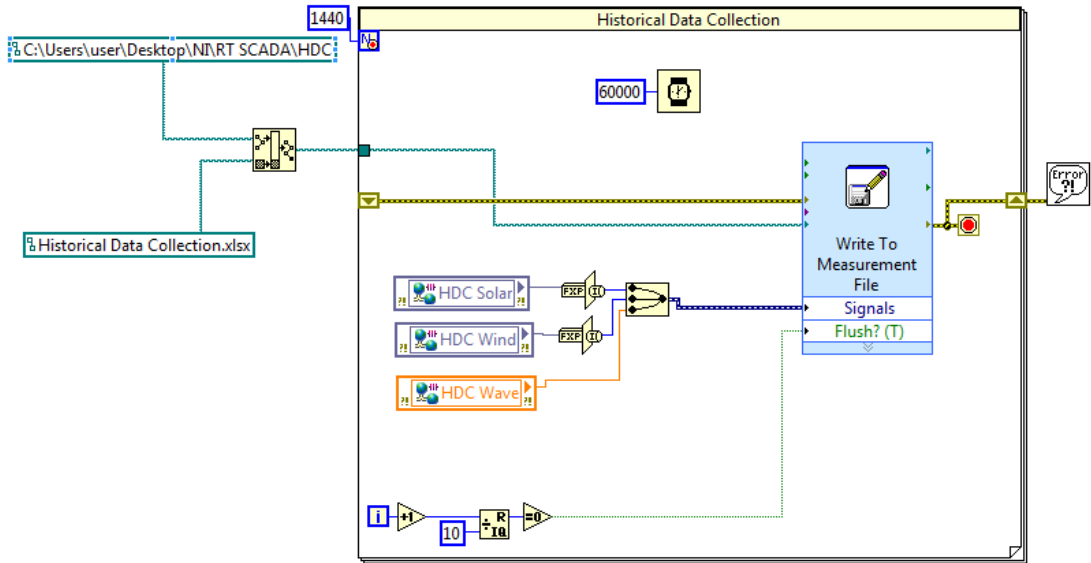 1440
Historical Data Collection
N
C:\Users\user\Desktop\NI\RT SCADA\HDC
60000
Error
?!
Historical Data Collection.xlsx
Write To
Measurement
File
Signals
Flush? (T)
HDC Solar
?!
?!
FXP
I(
HDC Wind
?!
?!
FXP
I(
HDC Wave
?!
?!
i
+1
10
÷
R
IQ
=0